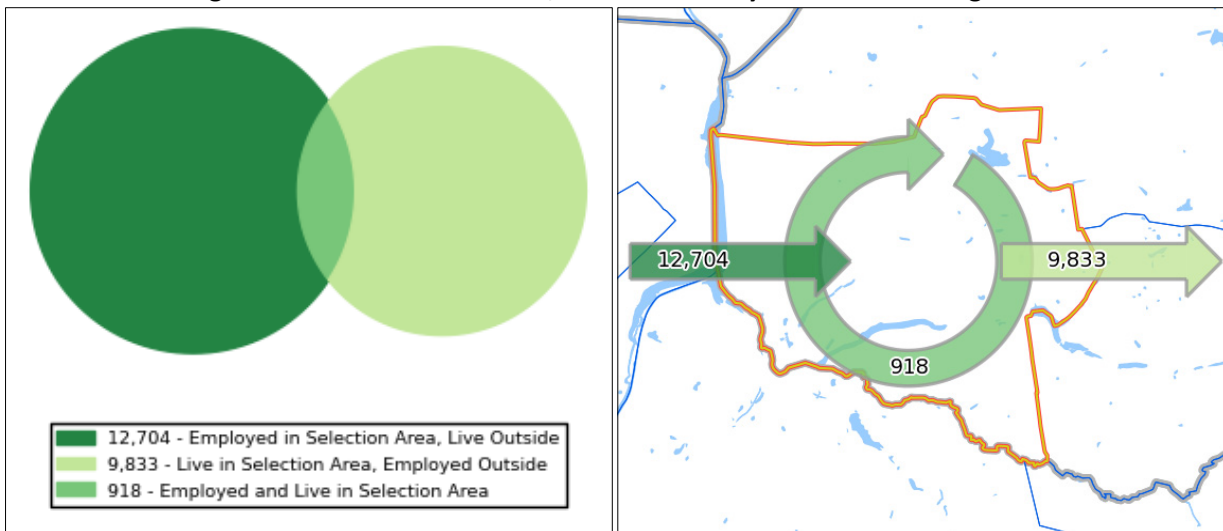 12,704 - Employed in Selection Area, Live Outside
9,833 - Live in Selection Area, Employed Outside
918 - Employed and Live in Selection Area
12,704
9,833
918